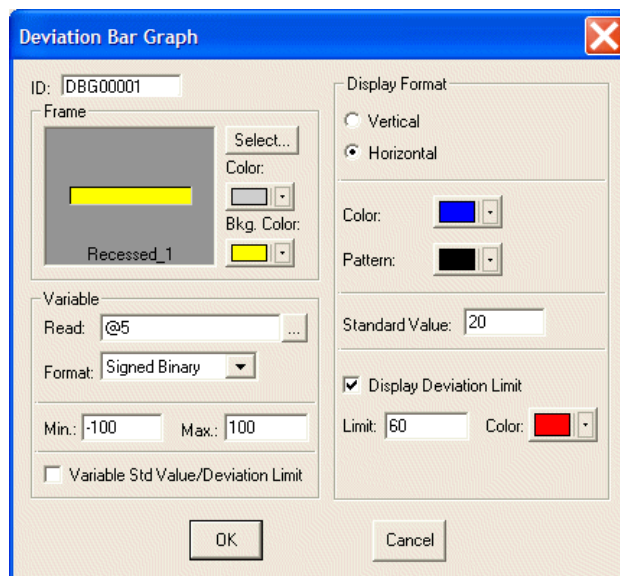 Deviation Bar Graph
ID: DBG00001
Frame
Select...
Color:
Bkg. Color:
Recessed_1
Variable
Read: @5 ...
Format: Signed Binary
Min.: -100 Max.: 100
Variable Std Value/Deviation Limit
Display Format
Vertical
Horizontal
Color:
Pattern:
Standard Value: 20
Display Deviation Limit
Limit: 60 Color:
OK Cancel